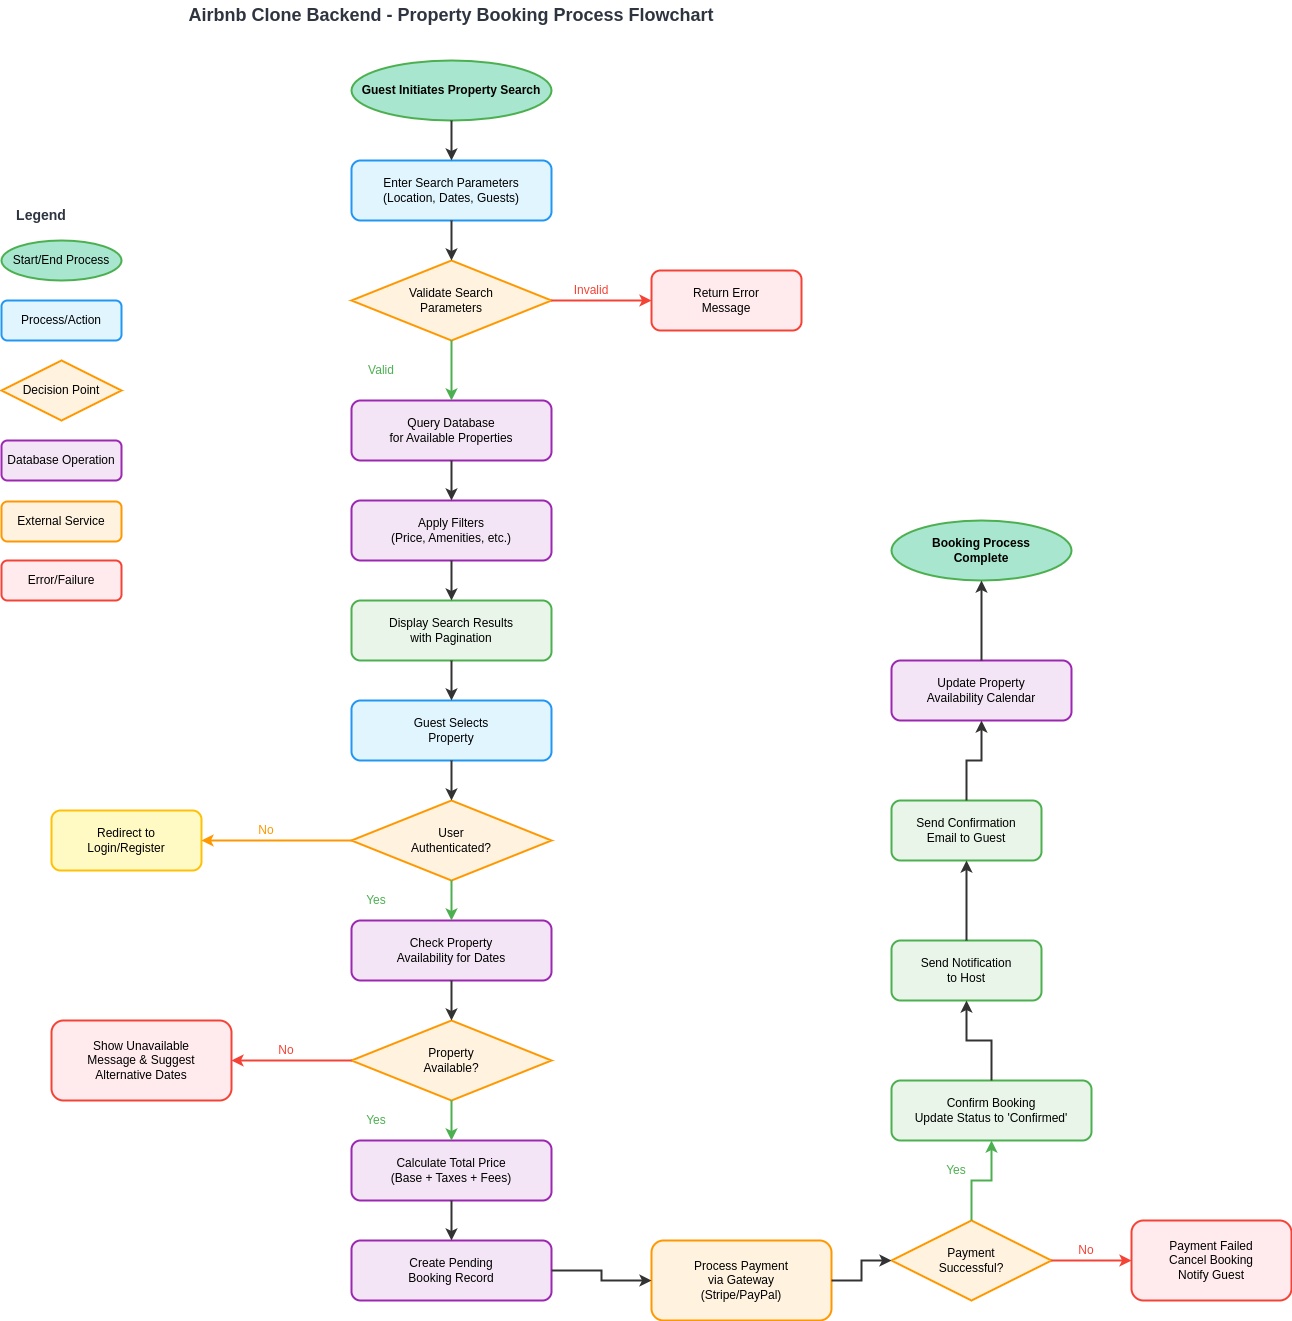 Airbnb Clone Backend - Property Booking Process Flowchart
Guest Initiates Property Search
Enter Search Parameters
(Location, Dates, Guests)
Legend
Start/End Process
Process/Action
Decision Point
Database Operation
External Service
Error/Failure
Validate Search
Parameters
Invalid
Return Error
Message
Valid
Query Database
for Available Properties
Apply Filters
(Price, Amenities, etc.)
Display Search Results
with Pagination
Guest Selects
Property
User
Authenticated?
No
Redirect to
Login/Register
Yes
Check Property
Availability for Dates
Property
Available?
No
Show Unavailable
Message & Suggest
Alternative Dates
Yes
Calculate Total Price
(Base + Taxes + Fees)
Create Pending
Booking Record
Process Payment
via Gateway
(Stripe/PayPal)
Payment
Successful?
No
Payment Failed
Cancel Booking
Notify Guest
Yes
Confirm Booking
Update Status to 'Confirmed'
Send Notification
to Host
Send Confirmation
Email to Guest
Update Property
Availability Calendar
Booking Process
Complete